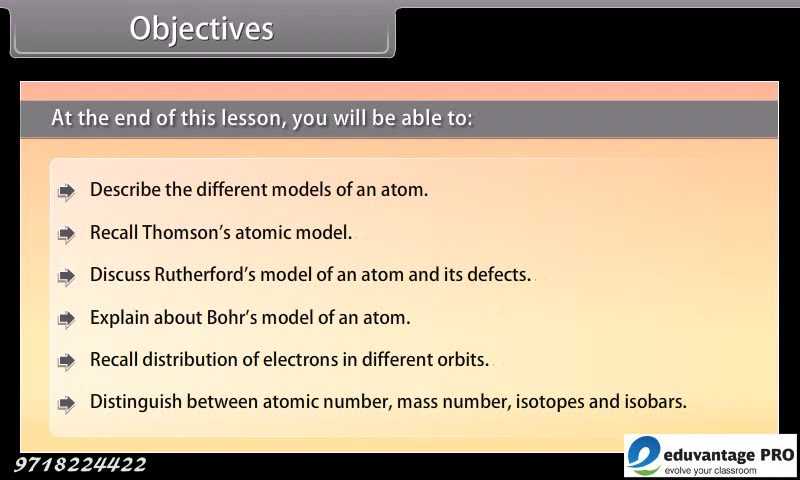 Objectives
At the end of this lesson, you will be able to:
Describe the different models of an atom.
Recall Thomson's atomic model.
Discuss Rutherford's model of an atom and its defects.
Explain about Bohr's model of an atom.
Recall distribution of electrons in different orbits.
Distinguish between atomic number, mass number, isotopes and isobars.
9718224422
eduvantage PRO
evolve your classroom